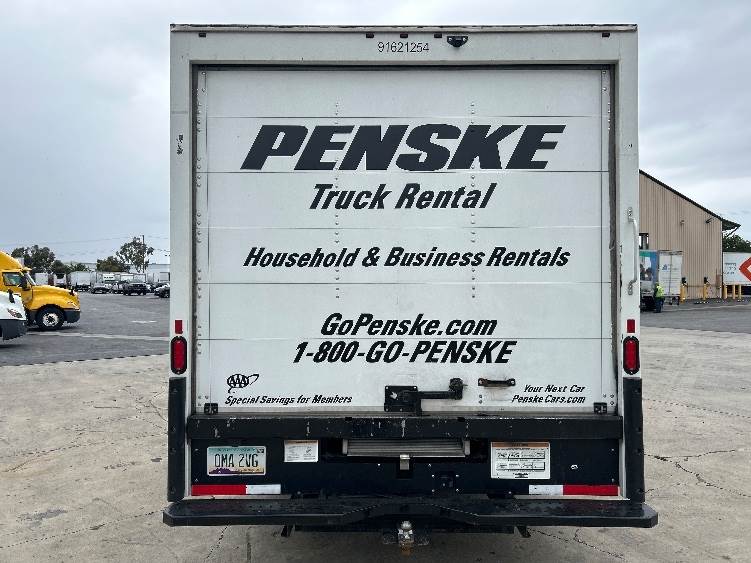 91621254
PENSKE
Truck Rental
Household & Business Rentals
GoPenske.com
1-800-GO-PENSKE
AAA
Special Savings for Members
Your Next Car
PenskeCars.com